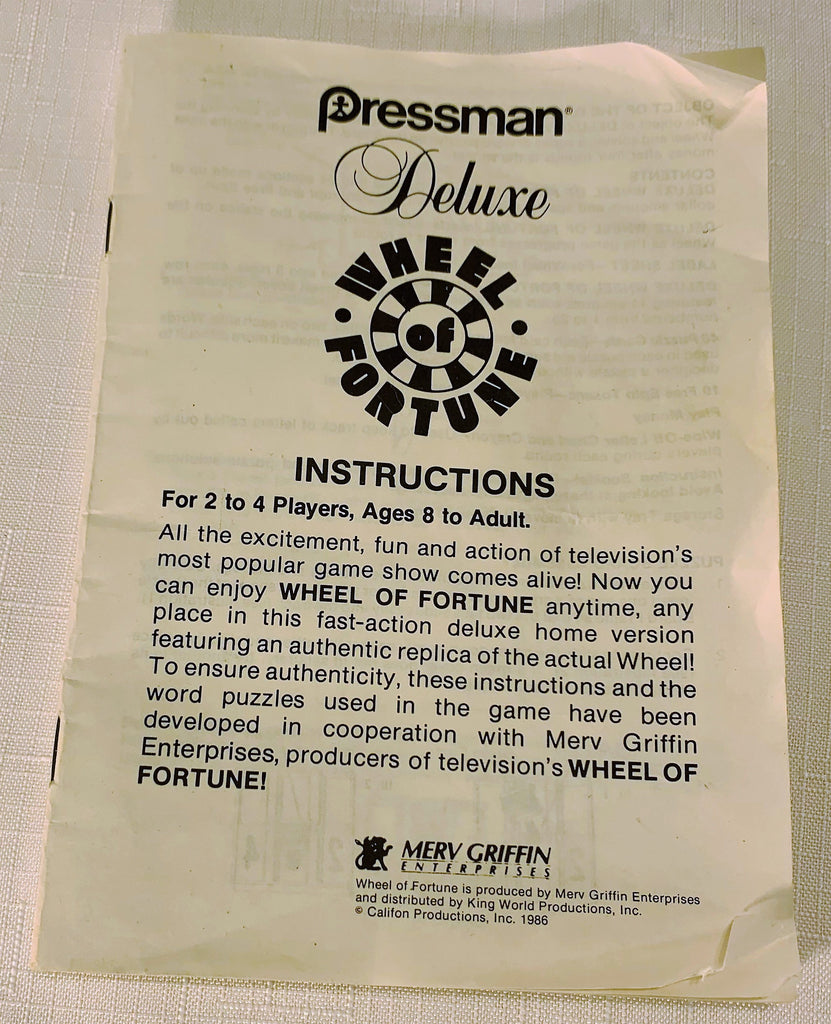 Pressman®
Deluxe
WHEEL
of
FORTUNE
INSTRUCTIONS
For 2 to 4 Players, Ages 8 to Adult.
All the excitement, fun and action of television's
most popular game show comes alive! Now you
can enjoy WHEEL OF FORTUNE anytime, any
place in this fast-action deluxe home version
featuring an authentic replica of the actual Wheel!
To ensure authenticity, these instructions and the
word puzzles used in the game have been
developed in cooperation with Merv Griffin
Enterprises, producers of television's WHEEL OF
FORTUNE!
MERV GRIFFIN
ENTERPRISES
Wheel of Fortune is produced by Merv Griffin Enterprises
and distributed by King World Productions, Inc.
© Califon Productions, Inc. 1986